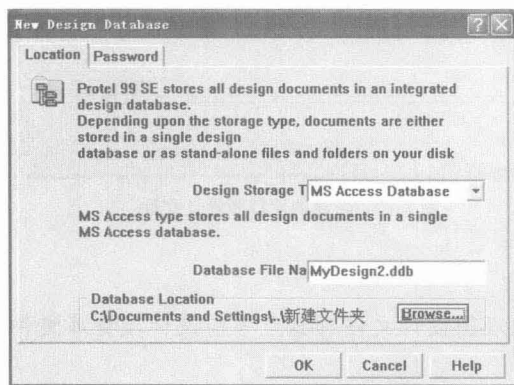 New Design Database
Location
Password
Protel 99 SE stores all design documents in an integrated
design database.
Depending upon the storage type, documents are either
stored in a single design
database or as stand-alone files and folders on your disk
Design Storage T MS Access Database
MS Access type stores all design documents in a single
MS Access database.
Database File Na MyDesign2.ddb
Database Location
C:\Documents and Settings\..\新建文件夹 Browse...
OK Cancel Help